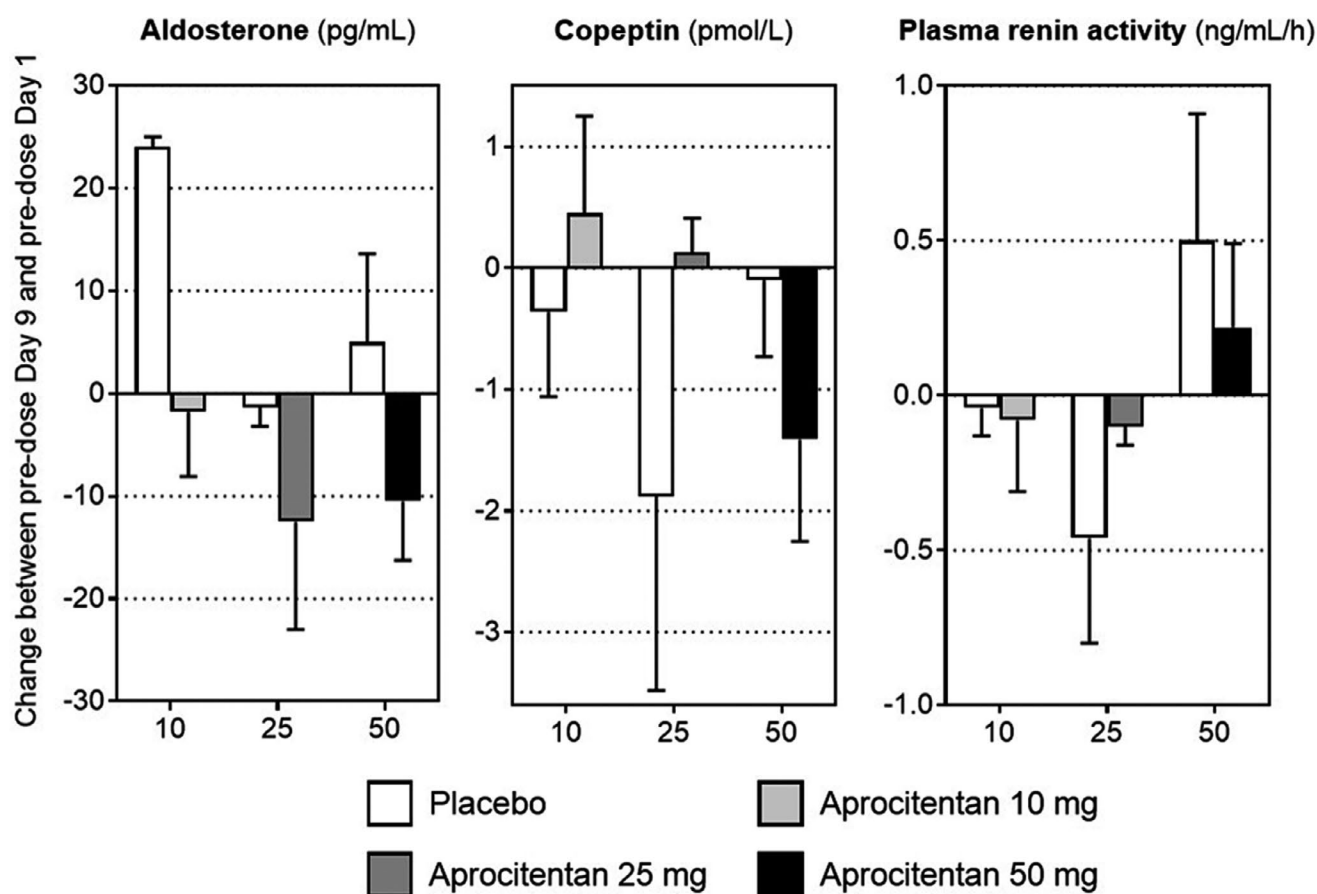 Aldosterone (pg/mL)
Copeptin (pmol/L)
Plasma renin activity (ng/mL/h)
Change between pre-dose Day 9 and pre-dose Day 1
30
20
10
0
-10
-20
-30
10 25 50
1
0
-1
-2
-3
10 25 50
1.0
0.5
0.0
-0.5
-1.0
10 25 50
Placebo
Aprocitentan 10 mg
Aprocitentan 25 mg
Aprocitentan 50 mg